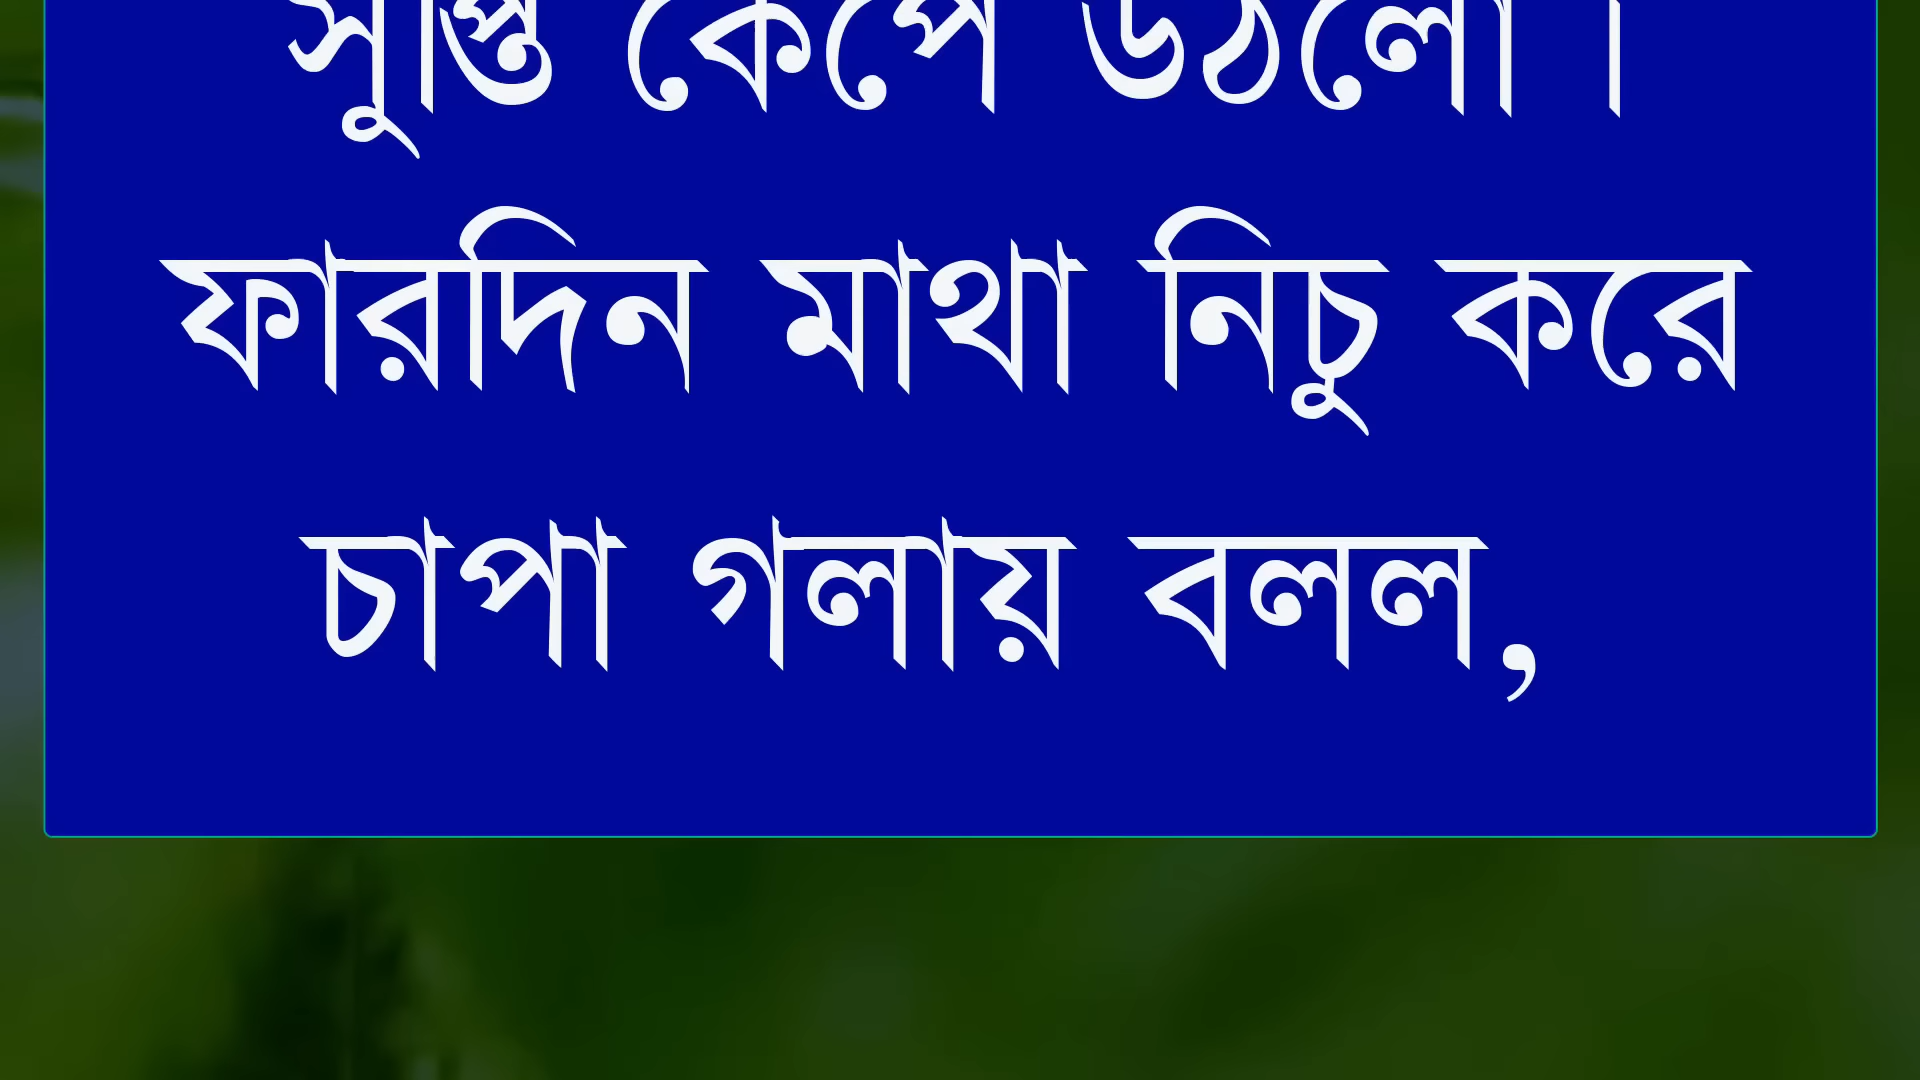 সুপ্তি কেপে উঠলো ।
ফারদিন মাথা নিচু করে
চাপা গলায় বলল,